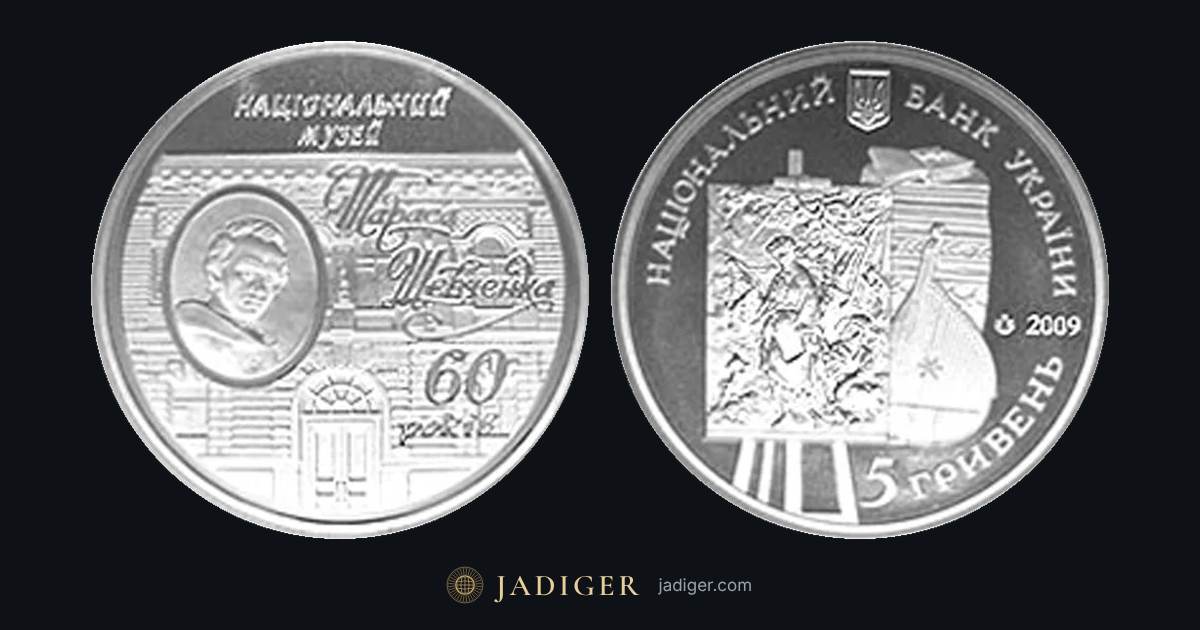 НАЦІОНАЛЬНИЙ
МУЗЕЙ
Тараса
Шевченка
60
років
НАЦІОНАЛЬНИЙ БАНК УКРАЇНИ
2009
5 ГРИВЕНЬ
JADIGER jadiger.com